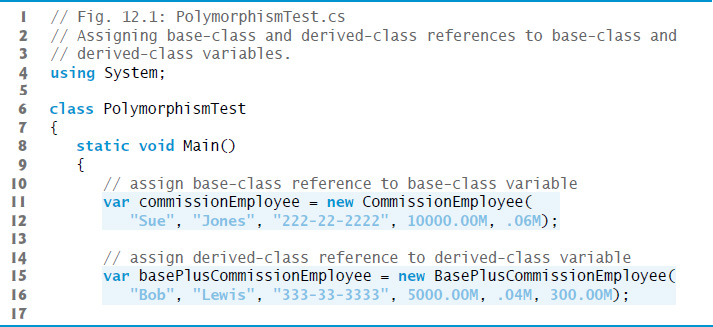 1 // Fig. 12.1: PolymorphismTest.cs
2 // Assigning base-class and derived-class references to base-class and
3 // derived-class variables.
4 using System;
5
6 class PolymorphismTest
7 {
8 static void Main()
9 {
10 // assign base-class reference to base-class variable
11 var commissionEmployee = new CommissionEmployee(
12 "Sue", "Jones", "222-22-2222", 10000.00M, .06M);
13
14 // assign derived-class reference to derived-class variable
15 var basePlusCommissionEmployee = new BasePlusCommissionEmployee(
16 "Bob", "Lewis", "333-33-3333", 5000.00M, .04M, 300.00M);
17